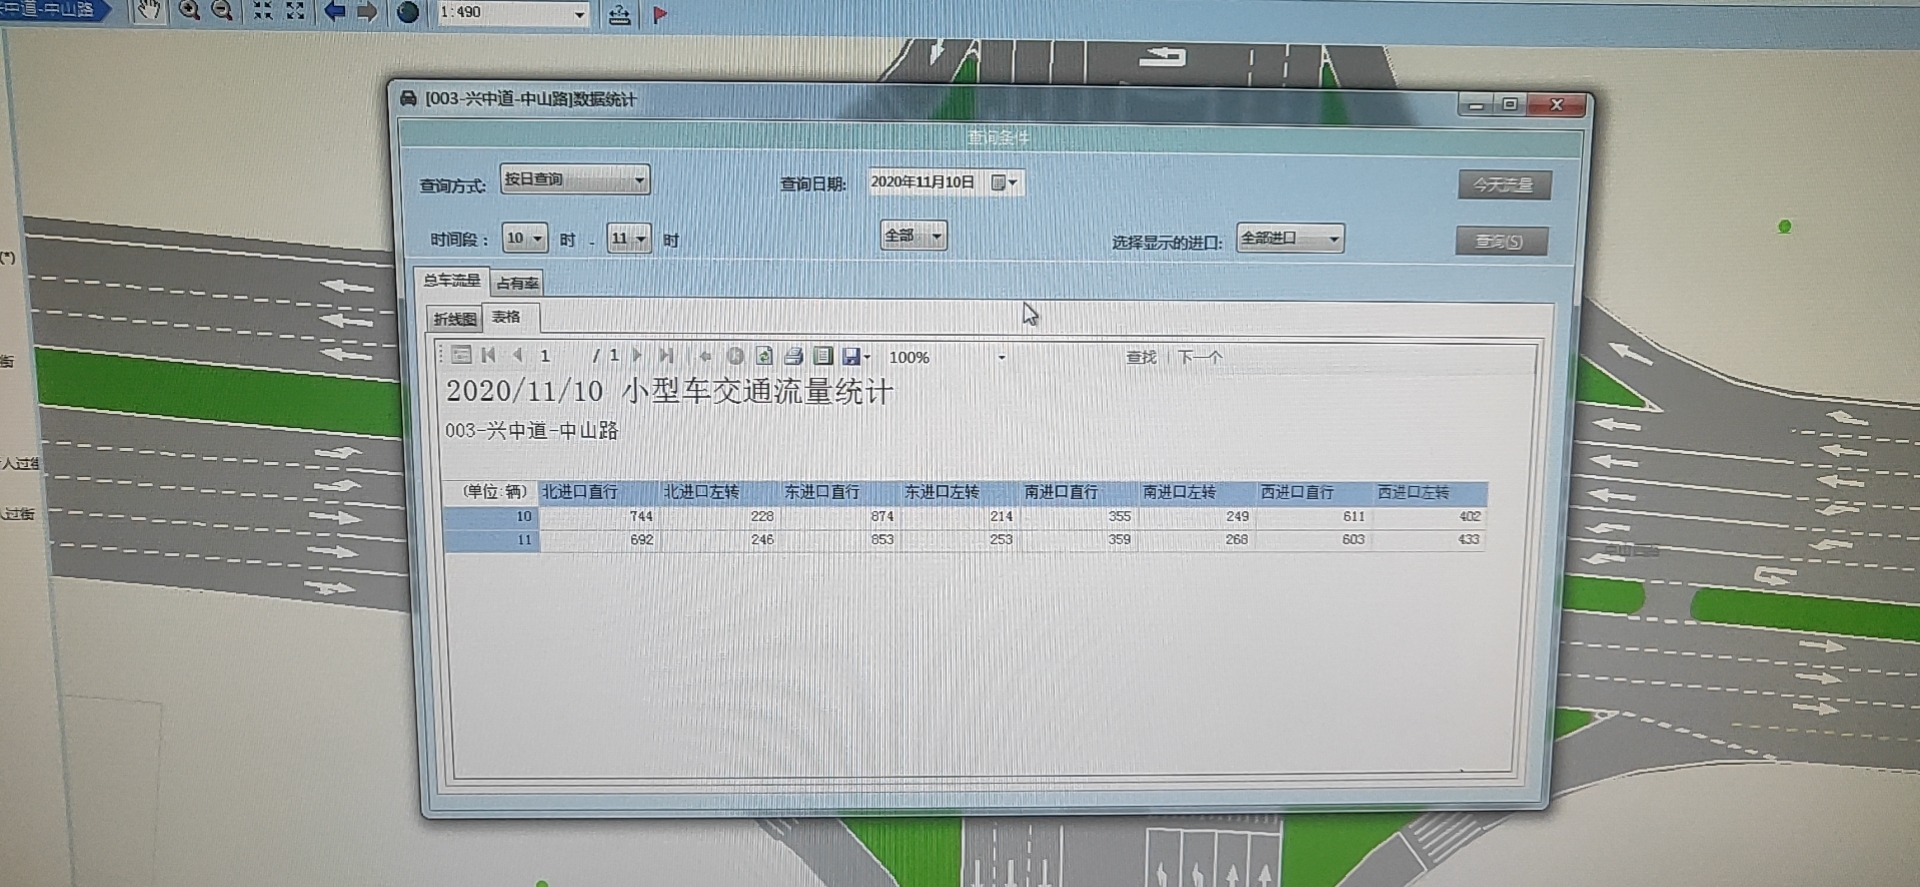 中道-中山路
1:490
[003-兴中道-中山路]数据统计
查询条件
查询方式: 按日查询 查询日期: 2020年11月10日 今天流量
时间段: 10 时 - 11 时 全部 选择显示的进口: 全部进口 查询(S)
总车流量 占有率
折线图 表格
1 / 1 100% 查找 下一个
2020/11/10 小型车交通流量统计
003-兴中道-中山路
(单位:辆) 北进口直行 北进口左转 东进口直行 东进口左转 南进口直行 南进口左转 西进口直行 西进口左转
10 744 228 874 214 355 249 611 402
11 692 246 853 253 359 268 603 433
(*)
街
人过街
人过街